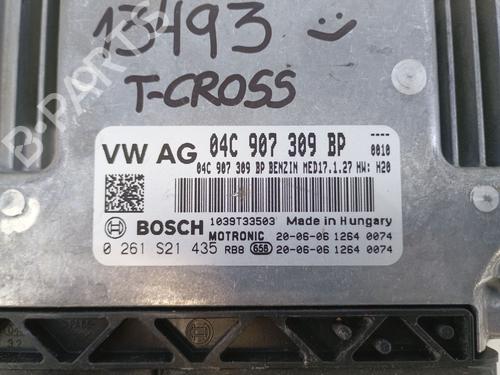 13493
T-CROSS
B-PARTS
VW AG 04C 907 309 BP ----
0010
04C 907 309 BP BENZIN MED17.1.27 HW: H20
BOSCH 1039T33503 Made in Hungary
MOTRONIC 20-06-06 1264 0074
0 261 S21 435 RB8 658 20-06-06 1264 0074